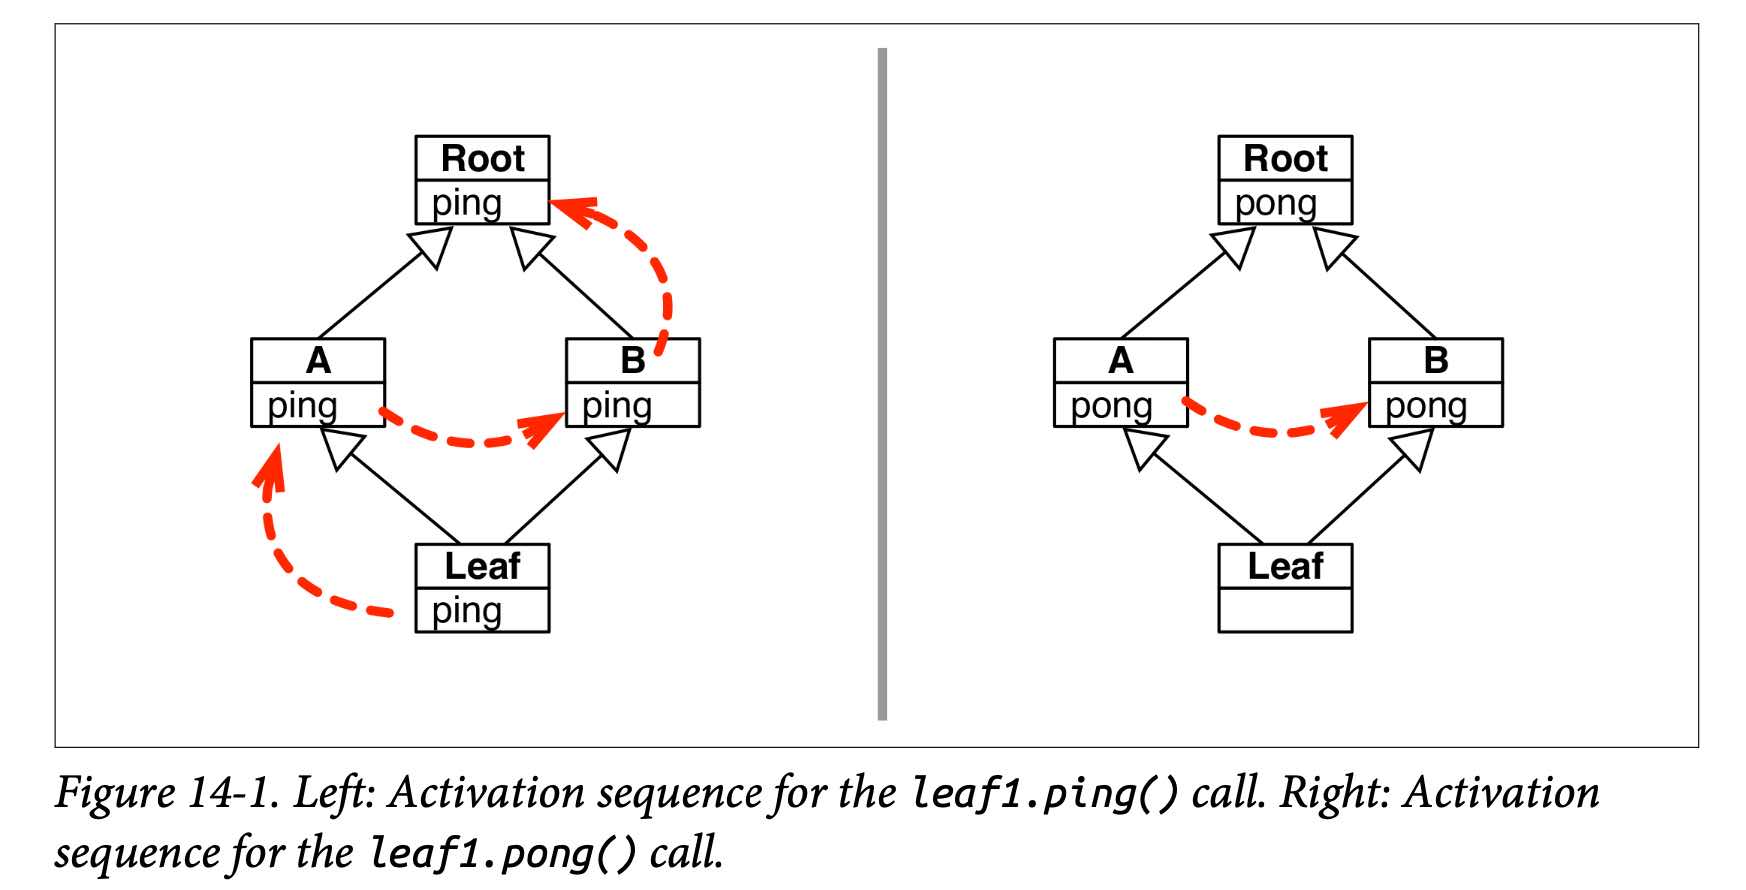 Root
ping
A
ping
B
ping
Leaf
ping
Root
pong
A
pong
B
pong
Leaf
Figure 14-1. Left: Activation sequence for the leaf1.ping() call. Right: Activation
sequence for the leaf1.pong() call.